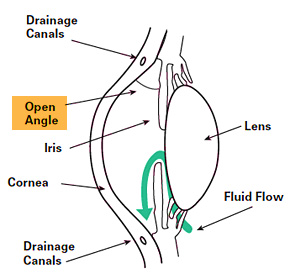 Drainage
Canals
Open
Angle
Iris
Lens
Cornea
Fluid Flow
Drainage
Canals